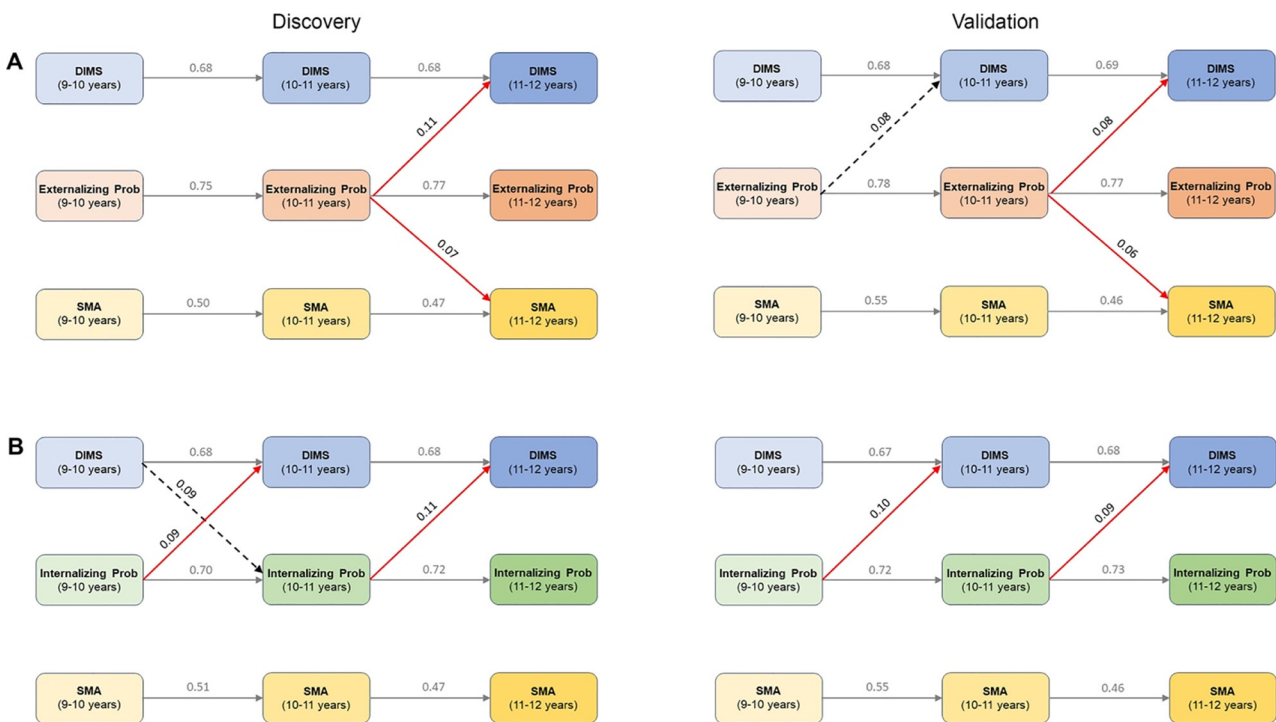 Discovery
Validation
A
DIMS
(9-10 years)
0.68
DIMS
(10-11 years)
0.68
DIMS
(11-12 years)
0.11
Externalizing Prob
(9-10 years)
0.75
Externalizing Prob
(10-11 years)
0.77
Externalizing Prob
(11-12 years)
0.07
SMA
(9-10 years)
0.50
SMA
(10-11 years)
0.47
SMA
(11-12 years)
DIMS
(9-10 years)
0.68
DIMS
(10-11 years)
0.69
DIMS
(11-12 years)
0.08
0.08
Externalizing Prob
(9-10 years)
0.78
Externalizing Prob
(10-11 years)
0.77
Externalizing Prob
(11-12 years)
0.06
SMA
(9-10 years)
0.55
SMA
(10-11 years)
0.46
SMA
(11-12 years)
B
DIMS
(9-10 years)
0.68
DIMS
(10-11 years)
0.68
DIMS
(11-12 years)
0.09
0.09
0.11
Internalizing Prob
(9-10 years)
0.70
Internalizing Prob
(10-11 years)
0.72
Internalizing Prob
(11-12 years)
SMA
(9-10 years)
0.51
SMA
(10-11 years)
0.47
SMA
(11-12 years)
DIMS
(9-10 years)
0.67
DIMS
(10-11 years)
0.68
DIMS
(11-12 years)
0.10
0.09
Internalizing Prob
(9-10 years)
0.72
Internalizing Prob
(10-11 years)
0.73
Internalizing Prob
(11-12 years)
SMA
(9-10 years)
0.55
SMA
(10-11 years)
0.46
SMA
(11-12 years)